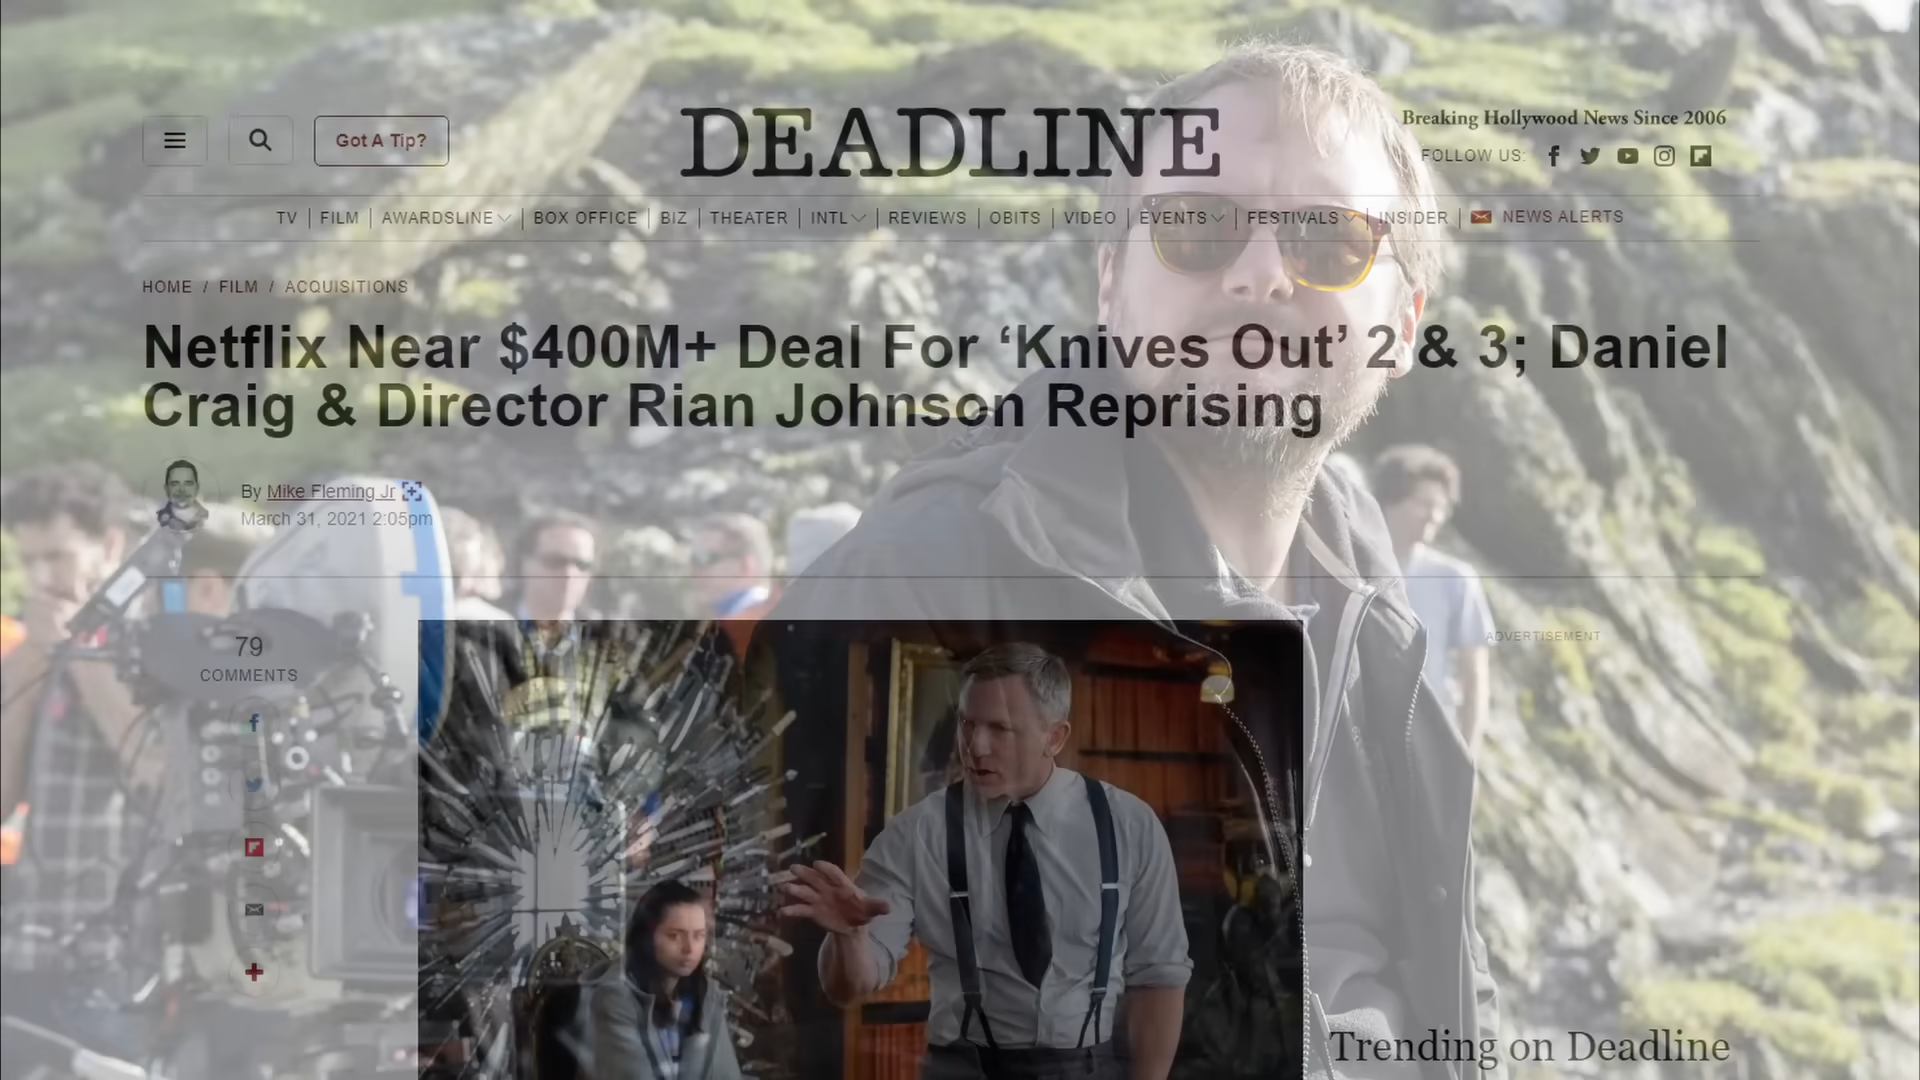 DEADLINE
Breaking Hollywood News Since 2006
Got A Tip?
FOLLOW US:
TV | FILM | AWARDSLINE | BOX OFFICE | BIZ | THEATER | INTL | REVIEWS | OBITS | VIDEO | EVENTS | FESTIVALS | INSIDER | NEWS ALERTS
HOME / FILM / ACQUISITIONS
Netflix Near $400M+ Deal For ‘Knives Out’ 2 & 3; Daniel
Craig & Director Rian Johnson Reprising
By Mike Fleming Jr
March 31, 2021 2:05pm
79
COMMENTS
ADVERTISEMENT
Trending on Deadline